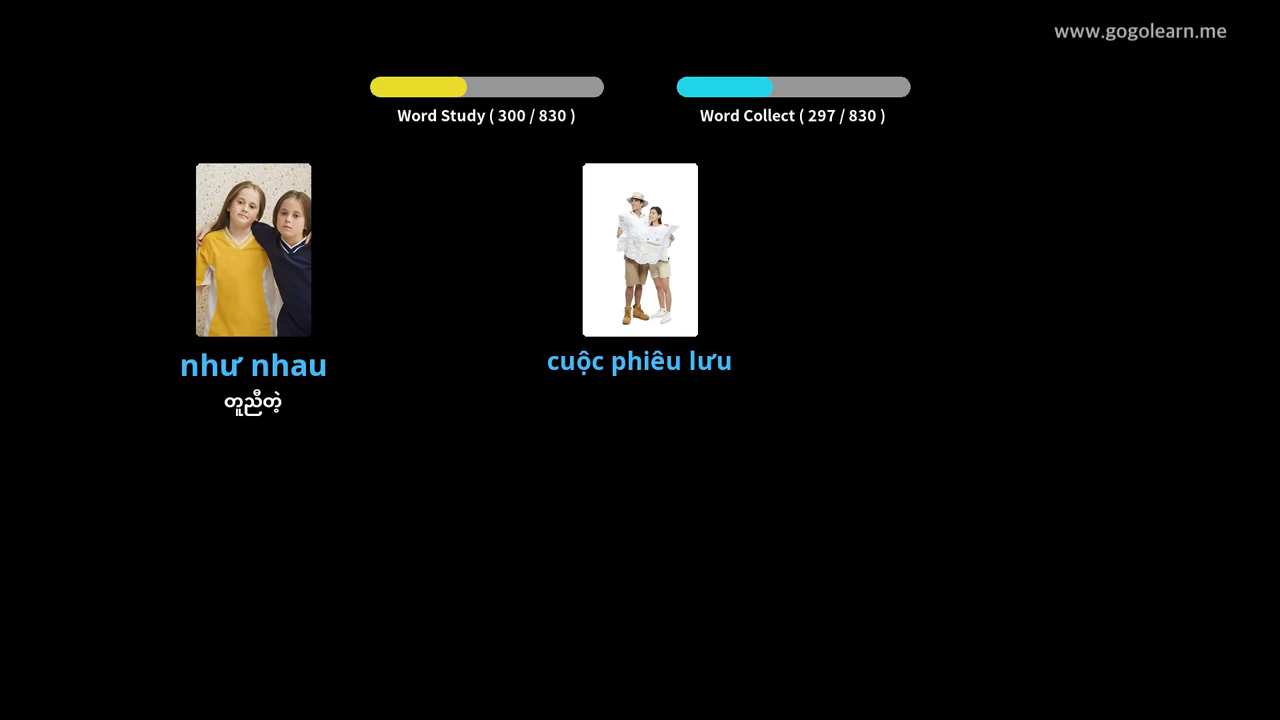 www.gogolearn.me
Word Study ( 300 / 830 )
Word Collect ( 297 / 830 )
như nhau
တူညီတဲ့
cuộc phiêu lưu